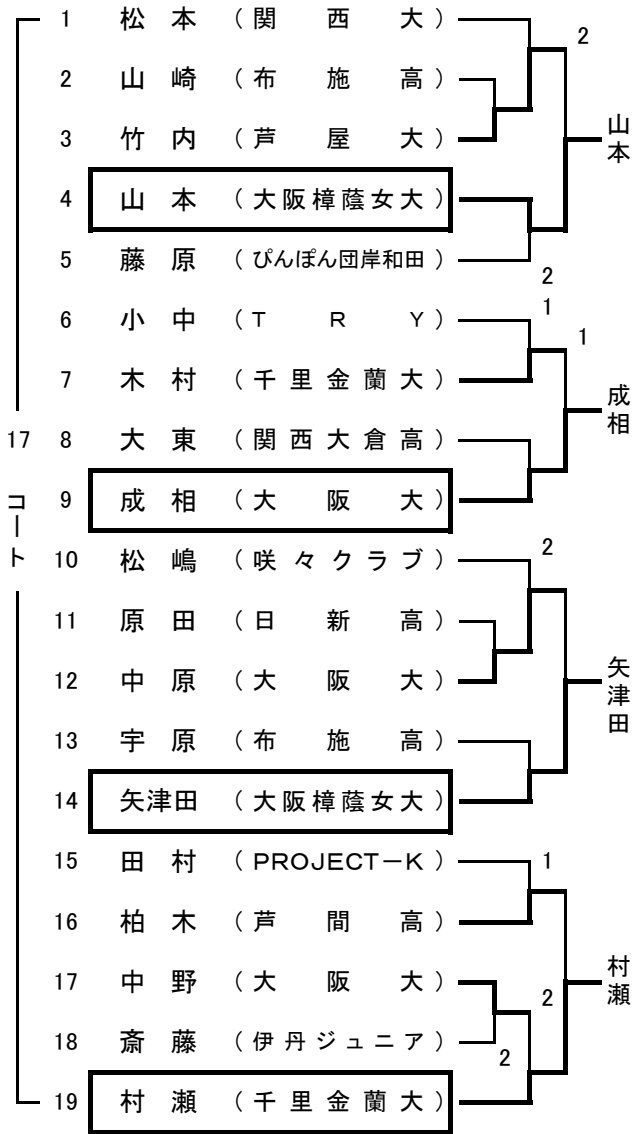 1 松本 (関西大)
2
2 山崎 (布施高)
3 竹内 (芦屋大)
山本
4 山本 (大阪樟蔭女大)
5 藤原 (ぴんぽん団岸和田)
2
1
6 小中 (TRY)
1
7 木村 (千里金蘭大)
成相
17コート
8 大東 (関西大倉高)
9 成相 (大阪大)
10 松嶋 (咲々クラブ)
2
11 原田 (日新高)
12 中原 (大阪大)
矢津田
13 宇原 (布施高)
14 矢津田 (大阪樟蔭女大)
15 田村 (PROJECT-K)
1
16 柏木 (芦間高)
17 中野 (大阪大)
2
村瀬
18 斎藤 (伊丹ジュニア)
2
19 村瀬 (千里金蘭大)